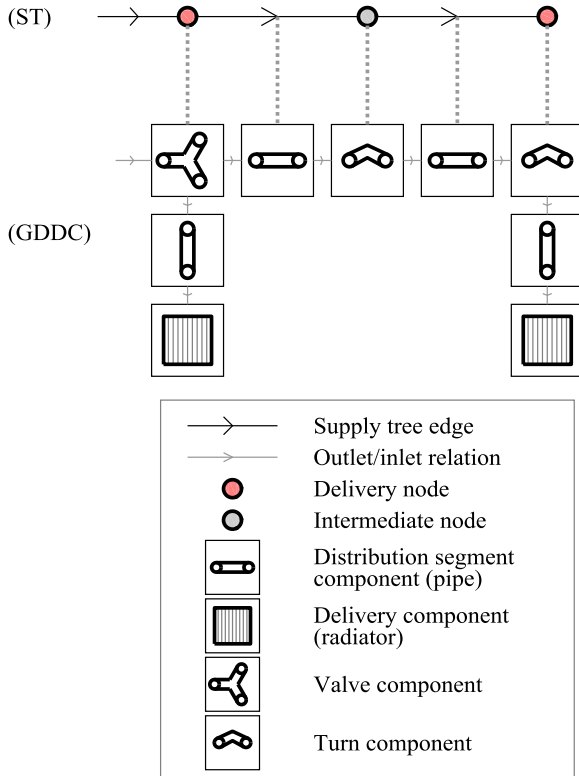 (ST)
(GDDC)
Supply tree edge
Outlet/inlet relation
Delivery node
Intermediate node
Distribution segment
component (pipe)
Delivery component
(radiator)
Valve component
Turn component